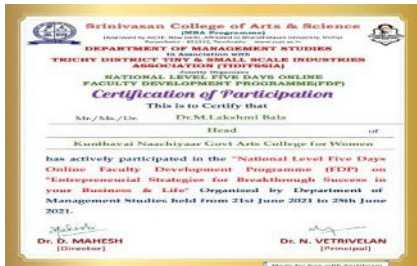 Srinivasan College of Arts & Science
(MBA Programme)
DEPARTMENT OF MANAGEMENT STUDIES
In Association with
TRICHY DISTRICT TINY & SMALL SCALE INDUSTRIES
ASSOCIATION (TIDITSSIA)
Jointly Organizes
NATIONAL LEVEL FIVE DAYS ONLINE
FACULTY DEVELOPMENT PROGRAMME(FDP)
Certification of Participation
This is to Certify that
Mr./Ms./Dr. Dr.M.Lakshmi Bala
Head of
Kunthavai Naachiyaar Govt Arts College for Women
has actively participated in the "National Level Five Days
Online Faculty Development Programme (FDP) on
"Entrepreneurial Strategies for Breakthrough Success in
your Business & Life" Organised by Department of
Management Studies held from 21st June 2021 to 25th June
2021.
Dr. D. MAHESH
[Director]
Dr. N. VETRIVELAN
[Principal]